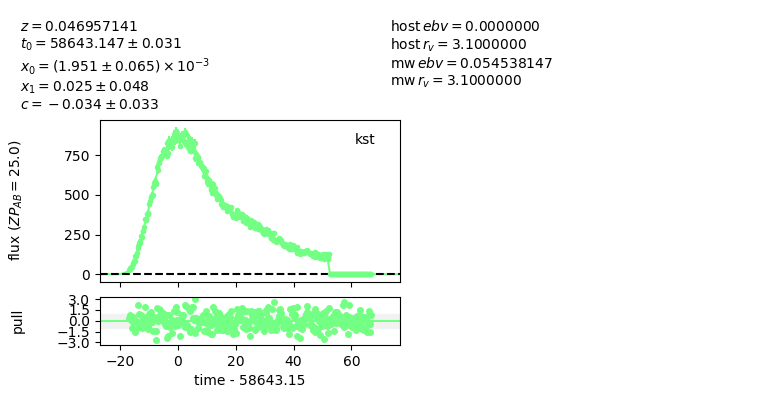 z = 0.046957141
t₀ = 58643.147 ± 0.031
x₀ = (1.951 ± 0.065) × 10⁻³
x₁ = 0.025 ± 0.048
c = −0.034 ± 0.033
host ebv = 0.0000000
host r_v = 3.1000000
mw ebv = 0.054538147
mw r_v = 3.1000000
flux (ZP_AB = 25.0)
750
500
250
0
kst
pull
3.0
1.5
0.0
−1.5
−3.0
−20 0 20 40 60
time - 58643.15